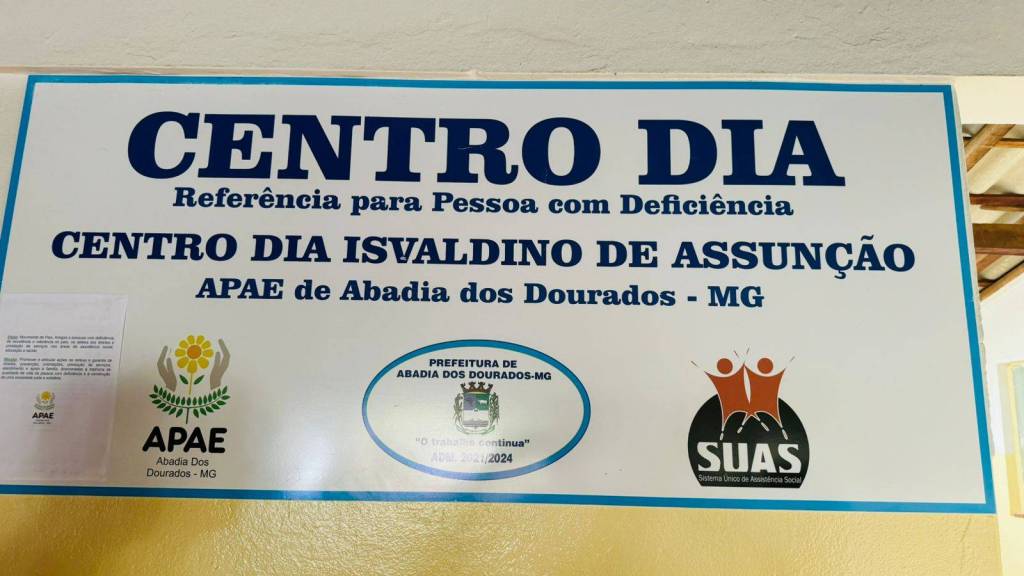 CENTRO DIA
Referência para Pessoa com Deficiência
CENTRO DIA ISVALDINO DE ASSUNÇÃO
APAE de Abadia dos Dourados - MG
APAE
Abadia Dos
Dourados - MG
PREFEITURA DE
ABADIA DOS DOURADOS-MG
"O trabalho continua"
ADM. 2021/2024
SUAS
Sistema Único de Assistência Social
APAE